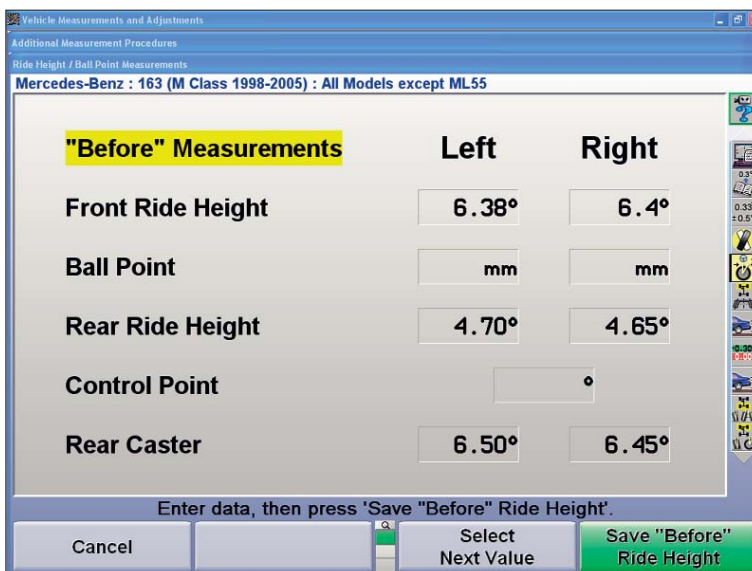 Vehicle Measurements and Adjustments
Additional Measurement Procedures
Ride Height / Ball Point Measurements
Mercedes-Benz : 163 (M Class 1998-2005) : All Models except ML55
"Before" Measurements Left Right
Front Ride Height 6.38° 6.4°
Ball Point mm mm
Rear Ride Height 4.70° 4.65°
Control Point °
Rear Caster 6.50° 6.45°
Enter data, then press 'Save "Before" Ride Height'.
Cancel
Select
Next Value
Save "Before"
Ride Height